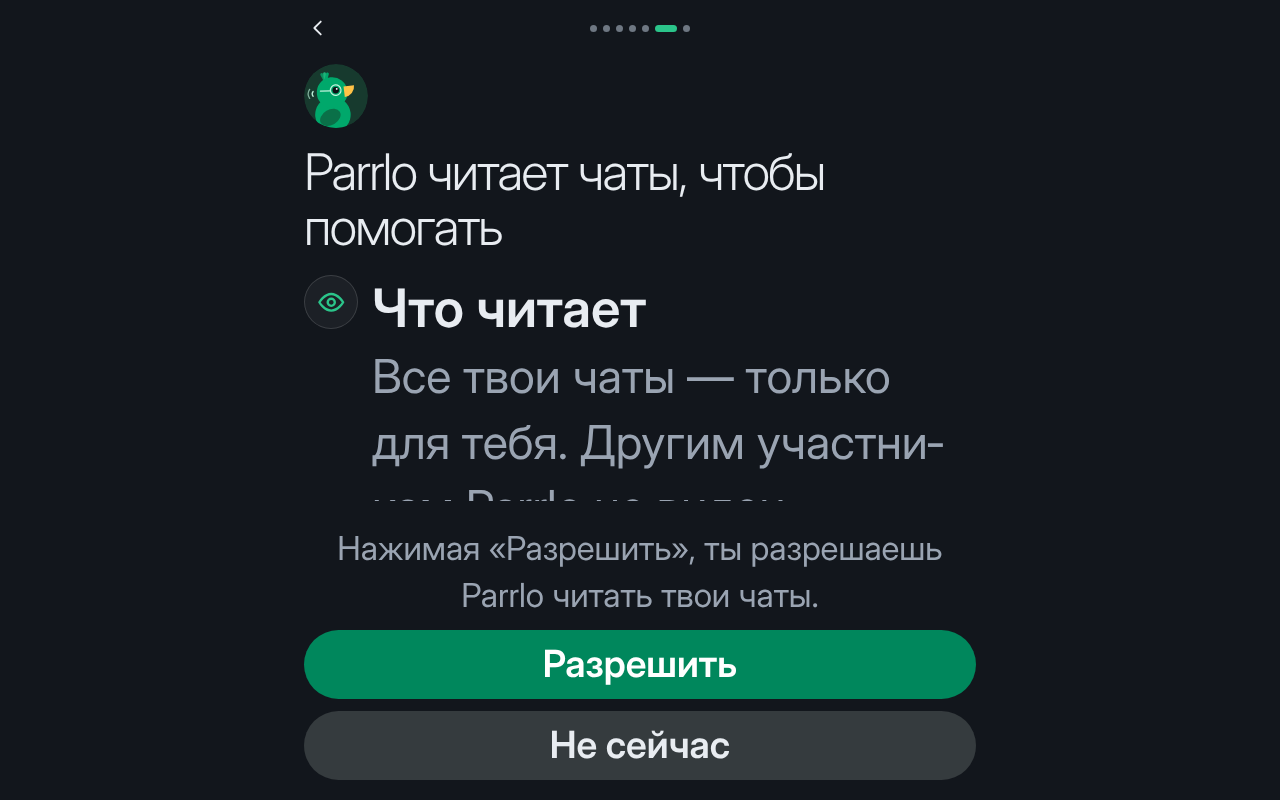 Parrlo читает чаты, чтобы
помогать
Что читает
Все твои чаты — только
для тебя. Другим участни-
Нажимая «Разрешить», ты разрешаешь
Parrlo читать твои чаты.
Разрешить
Не сейчас